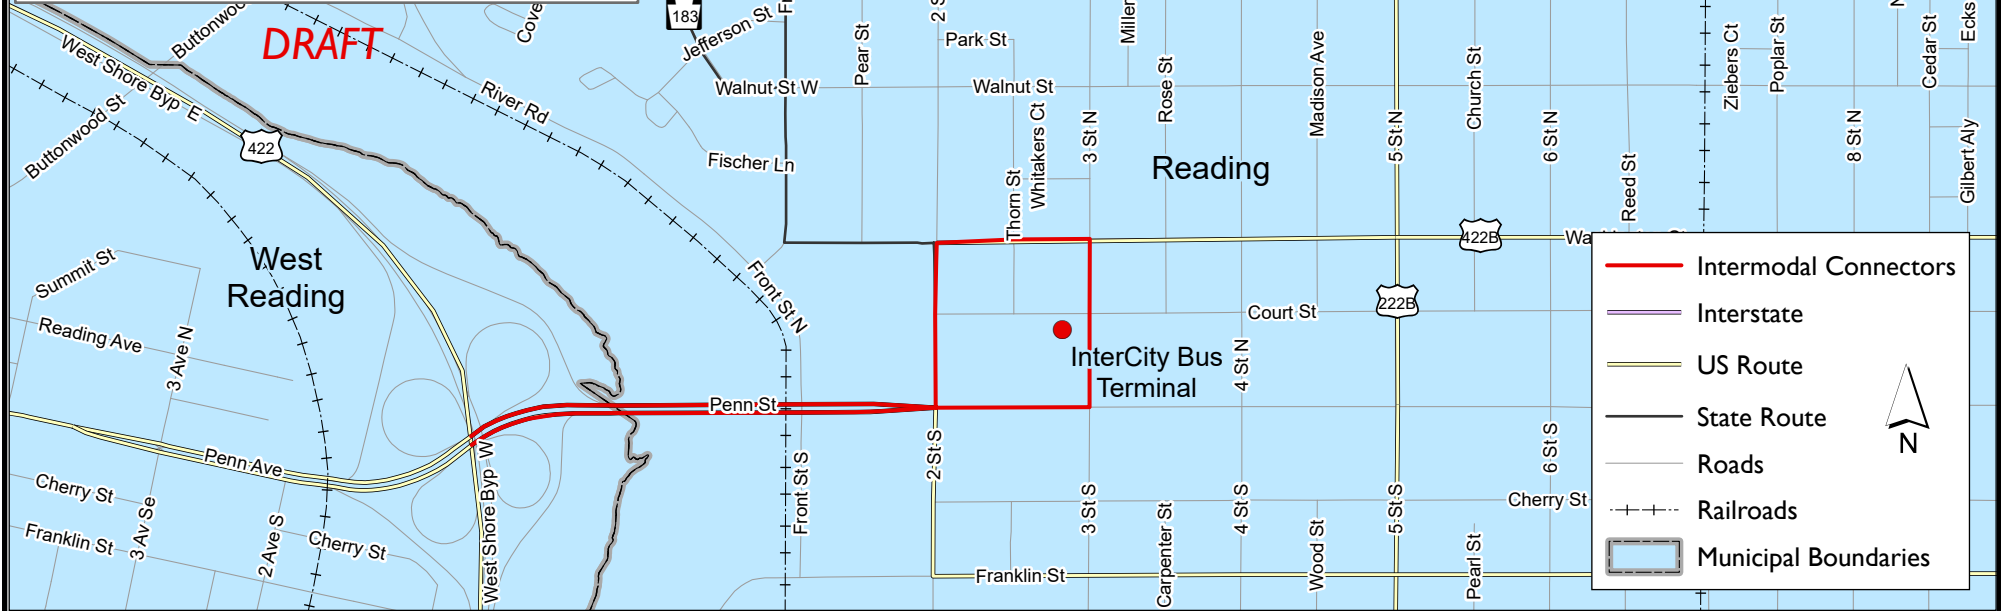 DRAFT
183
Jefferson St
Pear St
Park St
Walnut St W
Walnut St
Buttonwood St
West Shore Byp E
422
River Rd
Fischer Ln
Whitakers Ct
Thorn St
3 St N
Rose St
Madison Ave
5 St N
Church St
6 St N
Reed St
Ziebers Ct
Poplar St
8 St N
Cedar St
Gilbert Aly
Reading
West
Reading
Summit St
Reading Ave
3 Ave N
Front St N
422B
222B
Court St
InterCity Bus
Terminal
4 St N
Penn St
Penn Ave
West Shore Byp W
2 St S
Front St S
6 St S
Cherry St
Cherry St
Franklin St
3 Av Se
2 Ave S
Cherry St
3 St S
Carpenter St
4 St S
Wood St
5 St S
Pearl St
Franklin St
Intermodal Connectors
Interstate
US Route
State Route
Roads
Railroads
Municipal Boundaries
N